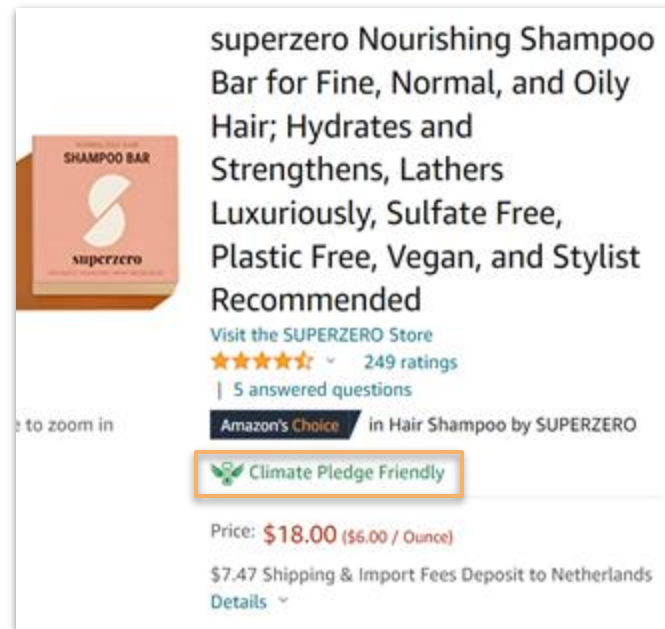 superzero Nourishing Shampoo
Bar for Fine, Normal, and Oily
Hair; Hydrates and
Strengthens, Lathers
Luxuriously, Sulfate Free,
Plastic Free, Vegan, and Stylist
Recommended
Visit the SUPERZERO Store
249 ratings
| 5 answered questions
Amazon's Choice in Hair Shampoo by SUPERZERO
Climate Pledge Friendly
Price: $18.00 ($6.00 / Ounce)
$7.47 Shipping & Import Fees Deposit to Netherlands
Details
SHAMPOO BAR
superzero
to zoom in